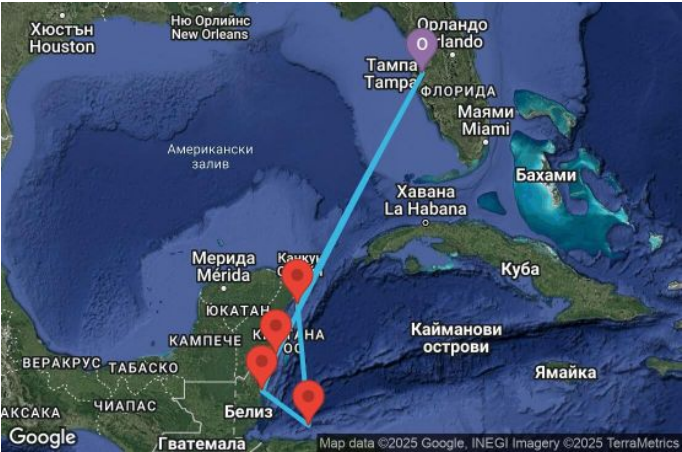 Хюстън
Houston
Ню Орлийнс
New Orleans
Орландо
O
rlando
Тампа
Tampa
ФЛОРИДА
Маями
Miami
Американски
залив
Бахами
Хавана
La Habana
Мерида
Mérida
Куба
ЮКАТАН
КАМПЕЧЕ
Кайманови
острови
ВЕРАКРУС
ТАБАСКО
Ямайка
ЧИАПАС
АКСАКА
Белиз
Гватемала
Google
Map data ©2025 Google, INEGI Imagery ©2025 TerraMetrics